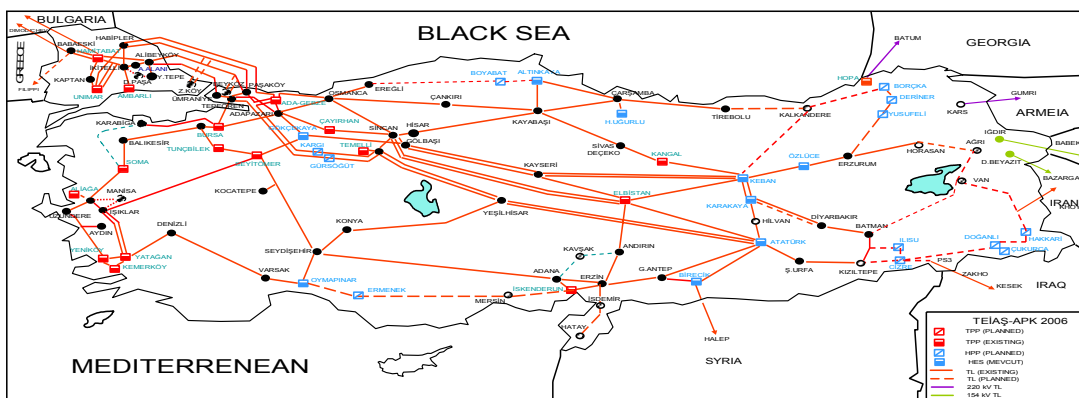 BULGARIA
DIMODICHEV
BABAESKİ
HABİPLER
HAMİTABAT
ALİBEYKÖY
İKİTELLİ
A.ALANI
Y.TEPE
D.PAŞA
KAPTAN
UNIMAR
AMBARLI
FILIPPI
Z.KÖY
ÜMRANİYE
BEYKOZ
PAŞAKÖY
TEPEÖREN
ADAPAZARI
ADA-GEBZE
OSMANCA
EREĞLİ
BLACK SEA
BOYABAT
ALTINKAYA
ÇANKIRI
ÇARŞAMBA
H.UĞURLU
KAYABAŞI
TİREBOLU
KALKANDERE
BATUM
GEORGIA
HOPA
BORÇKA
DERİNER
YUSUFELİ
GUMRI
KARS
ARMEIA
KARABİGA
BALIKESİR
BURSA
TUNÇBİLEK
SOMA
GÖKÇEKAYA
ÇAYIRHAN
KARGI
GÜRSÖĞÜT
TEMELLİ
SİNCAN
HİSAR
GÖLBAŞI
SEYİTÖMER
KAYSERİ
SİVAS
DEÇEKO
KANGAL
ÖZLÜCE
ERZURUM
HORASAN
AĞRI
IĞDIR
D.BEYAZIT
BABEK
BAZARGAN
VAN
IRAN
KHOY
ALİAĞA
MANİSA
UZUNDERE
IŞIKLAR
AYDIN
DENİZLİ
KOCATEPE
KONYA
YEŞİLHİSAR
ELBİSTAN
KEBAN
KARAKAYA
HİLVAN
DİYARBAKIR
BATMAN
YENİKÖY
YATAĞAN
KEMERKÖY
VARSAK
SEYDİŞEHİR
OYMAPINAR
ERMENEK
MERSİN
ADANA
KAVŞAK
ANDIRIN
ERZİN
İSKENDERUN
İSDEMİR
HATAY
G.ANTEP
BİRECİK
ATATÜRK
Ş.URFA
KIZILTEPE
ILISU
CİZRE
DOĞANLI
ÇUKURCA
HAKKARİ
PS3
ZAKHO
KESEK
IRAQ
HALEP
SYRIA
MEDITERRENEAN
TEİAŞ-APK 2006
TPP (PLANNED)
TPP (EXISTING)
HPP (PLANNED)
HES (MEVCUT)
TL (EXISTING)
TL (PLANNED)
220 kV TL
154 kV TL